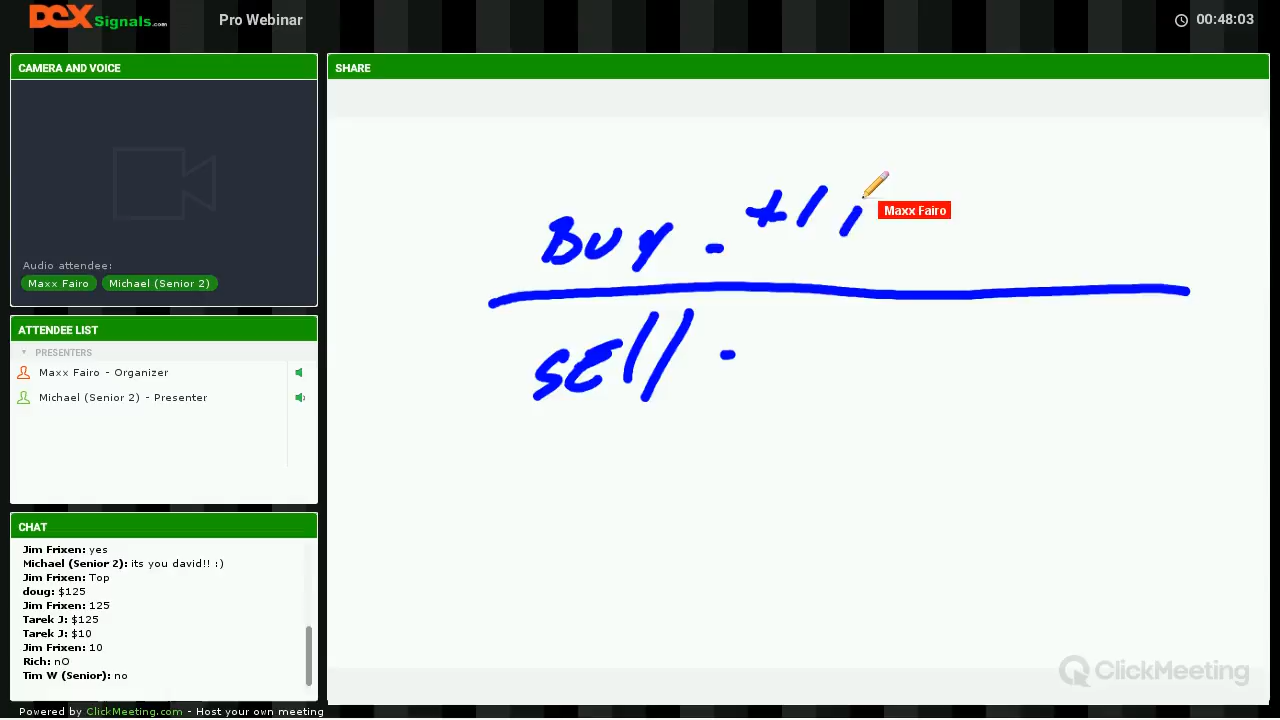 DEX Signals.com
Pro Webinar
00:48:03
CAMERA AND VOICE
Audio attendee:
Maxx Fairo
Michael (Senior 2)
ATTENDEE LIST
PRESENTERS
Maxx Fairo - Organizer
Michael (Senior 2) - Presenter
CHAT
Jim Frixen: yes
Michael (Senior 2): its you david!! :)
Jim Frixen: Top
doug: $125
Jim Frixen: 125
Tarek J: $125
Tarek J: $10
Jim Frixen: 10
Rich: nO
Tim W (Senior): no
Powered by ClickMeeting.com - Host your own meeting
SHARE
Maxx Fairo
Buy -
SEll -
ClickMeeting